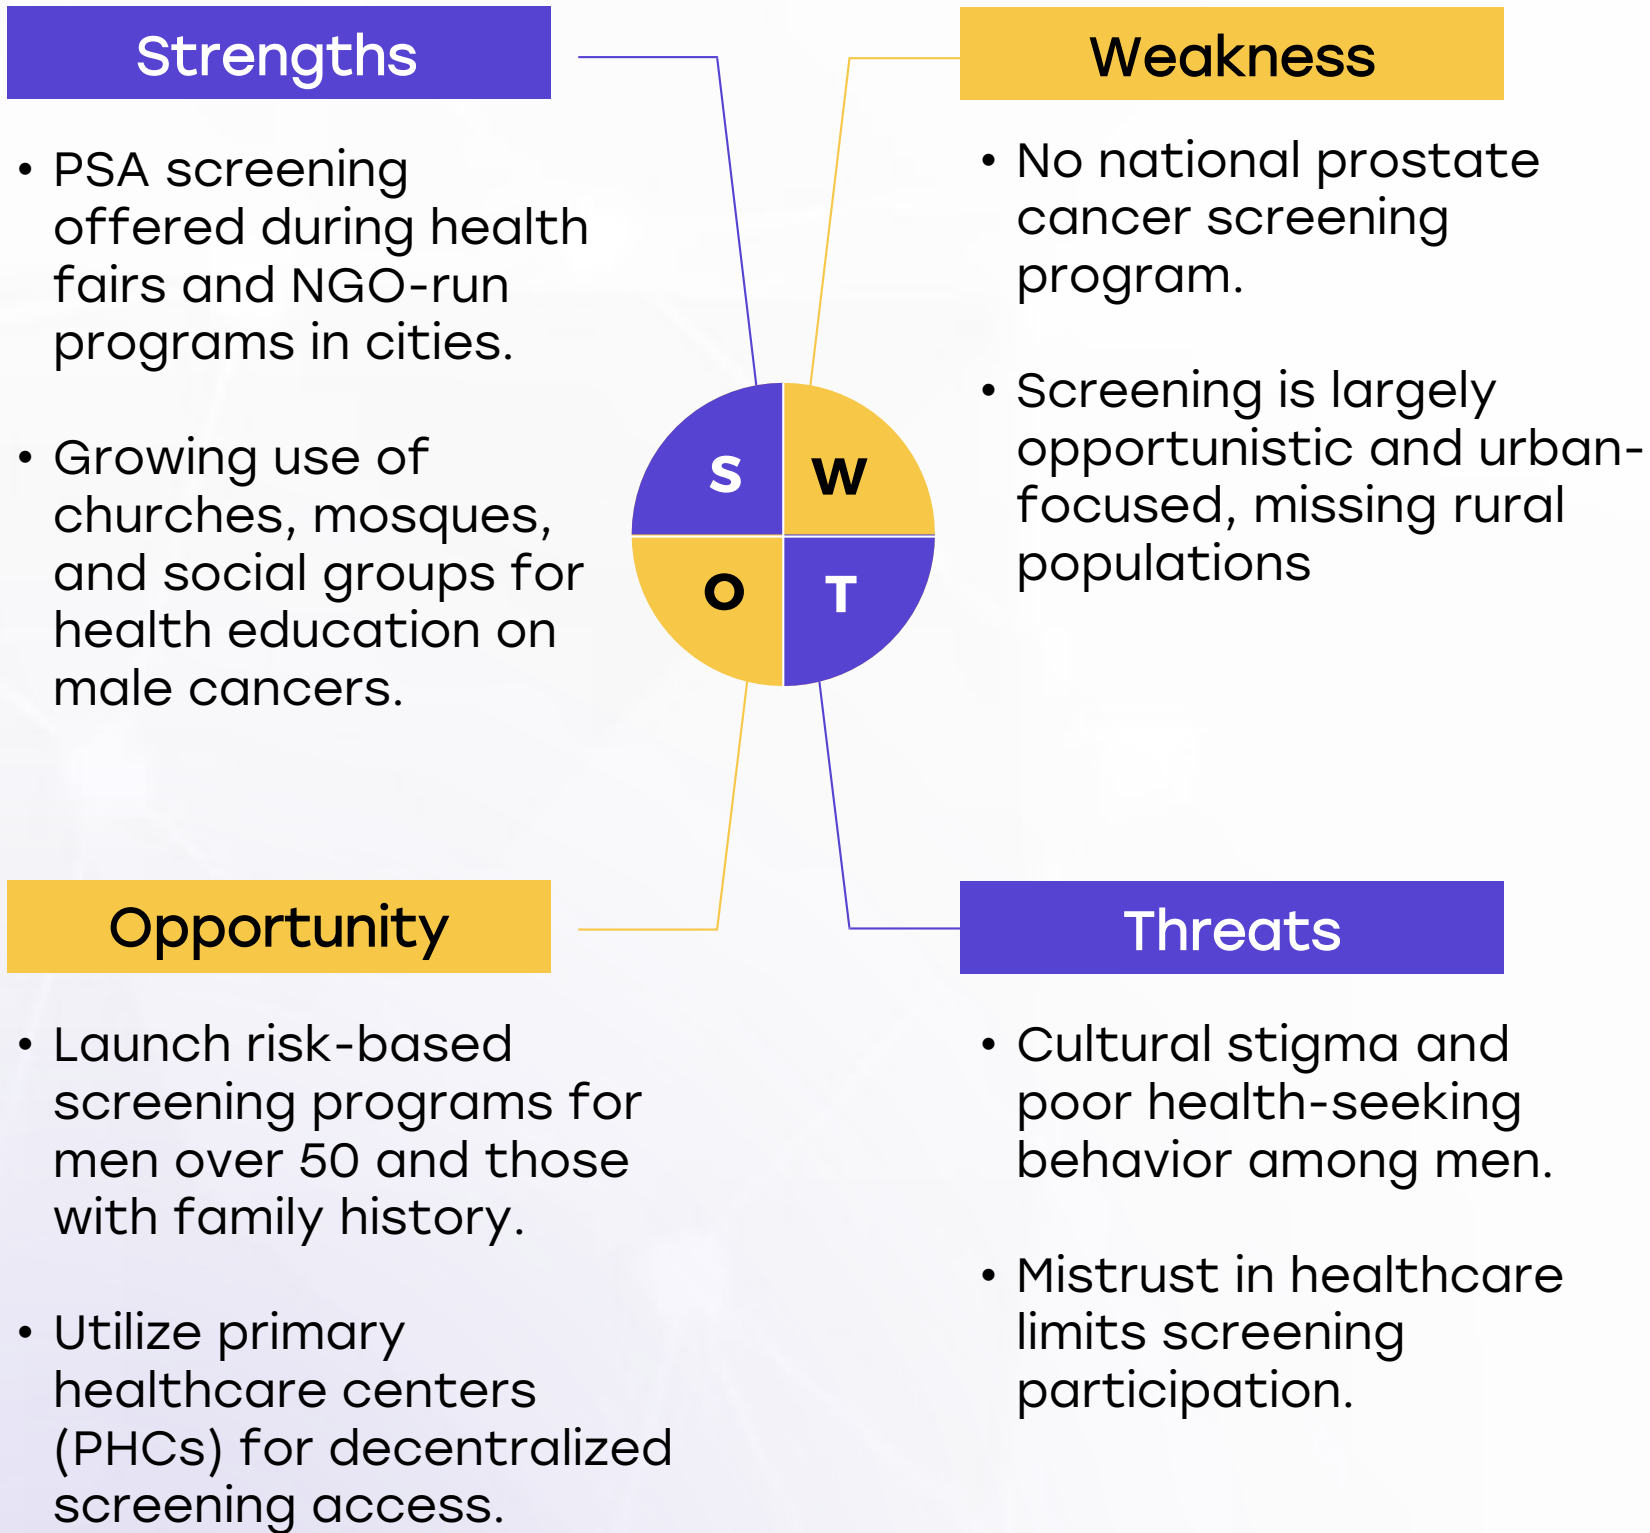 Strengths
• PSA screening
offered during health
fairs and NGO-run
programs in cities.
• Growing use of
churches, mosques,
and social groups for
health education on
male cancers.
Weakness
• No national prostate
cancer screening
program.
• Screening is largely
opportunistic and urban-
focused, missing rural
populations
S
W
O
T
Opportunity
• Launch risk-based
screening programs for
men over 50 and those
with family history.
• Utilize primary
healthcare centers
(PHCs) for decentralized
screening access.
Threats
• Cultural stigma and
poor health-seeking
behavior among men.
• Mistrust in healthcare
limits screening
participation.